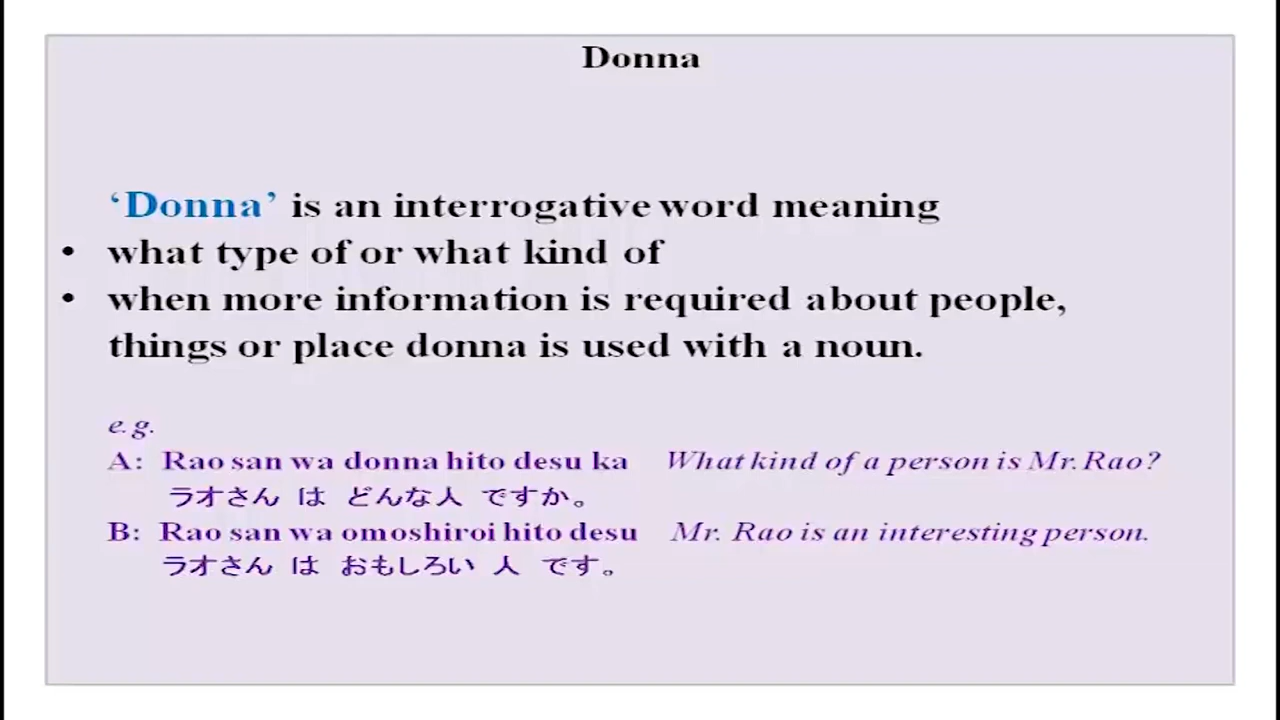 Donna
‘Donna’ is an interrogative word meaning
• what type of or what kind of
• when more information is required about people,
things or place donna is used with a noun.
e.g.
A: Rao san wa donna hito desu ka What kind of a person is Mr. Rao?
ラオさん は どんな人 ですか。
B: Rao san wa omoshiroi hito desu Mr. Rao is an interesting person.
ラオさん は おもしろい 人 です。